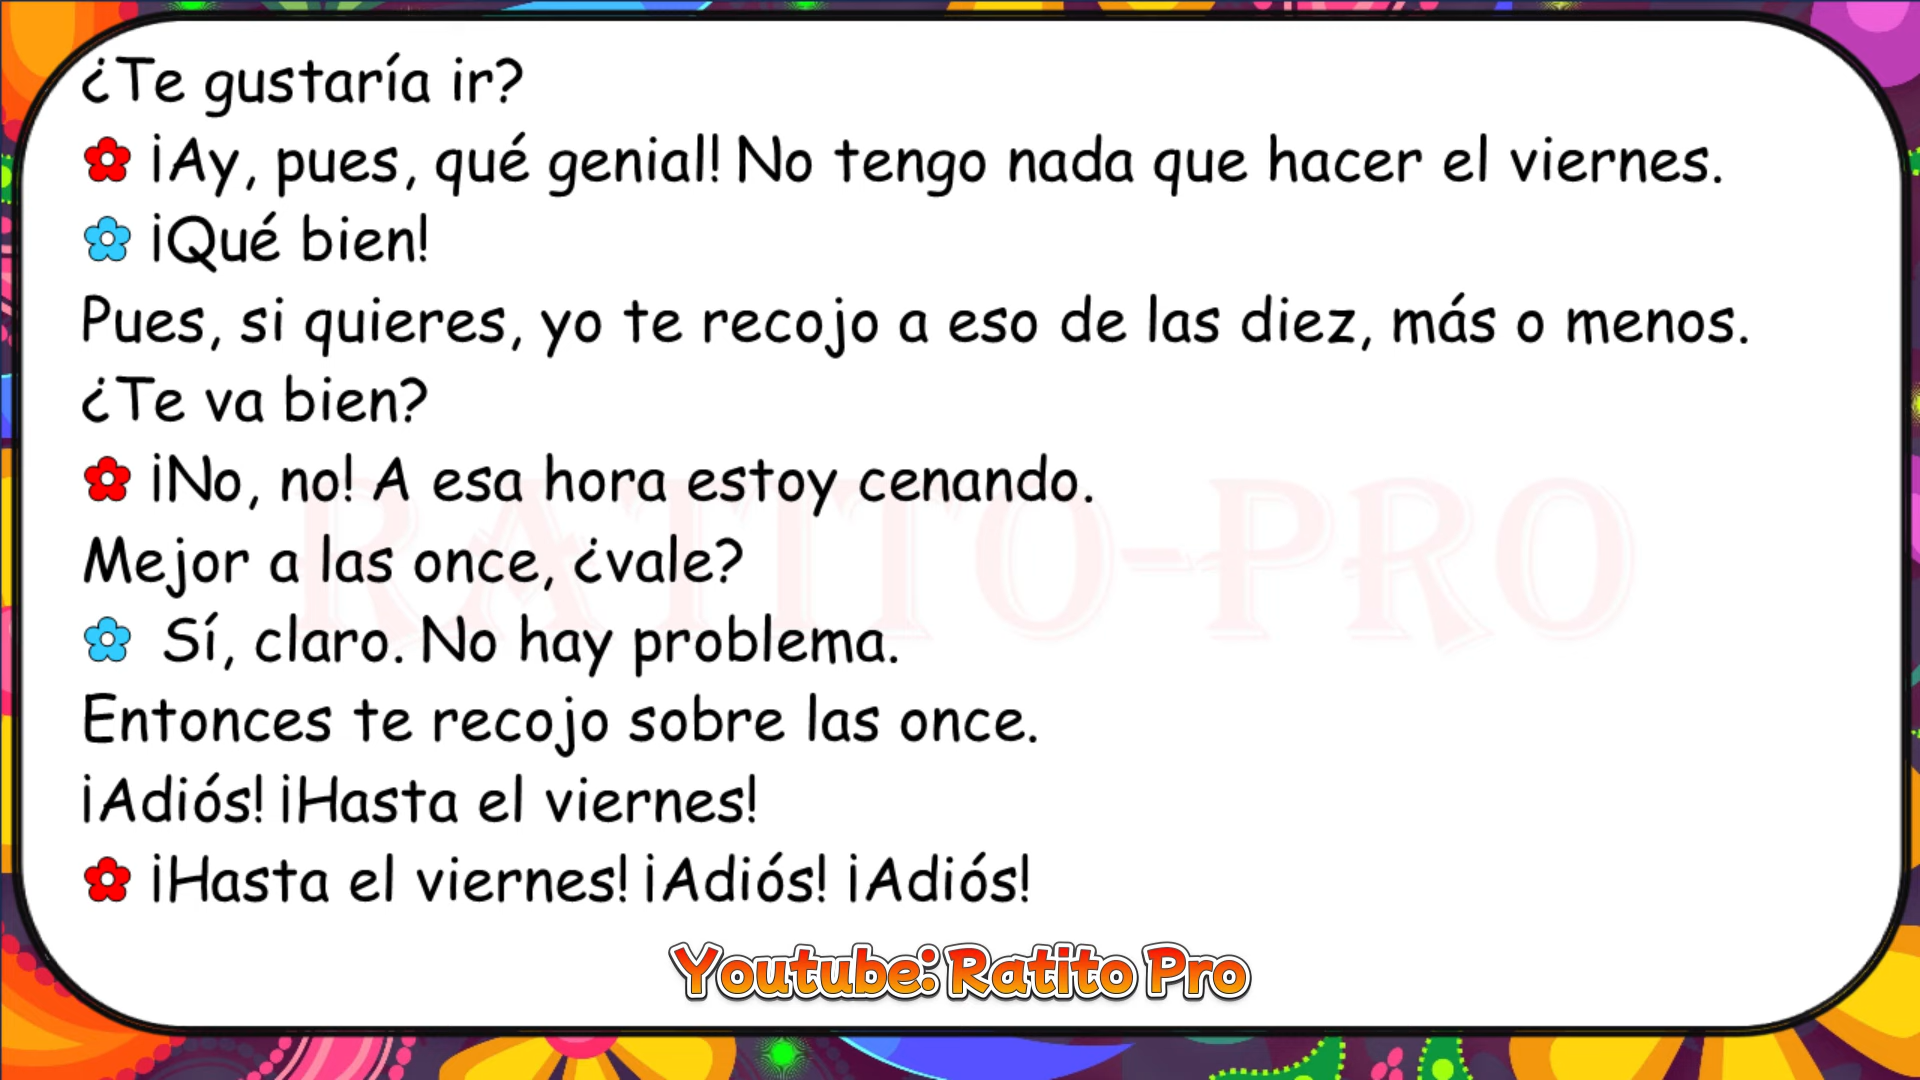 ¿Te gustaría ir?
¡Ay, pues, qué genial! No tengo nada que hacer el viernes.
¡Qué bien!
Pues, si quieres, yo te recojo a eso de las diez, más o menos.
¿Te va bien?
¡No, no! A esa hora estoy cenando.
Mejor a las once, ¿vale?
Sí, claro. No hay problema.
Entonces te recojo sobre las once.
¡Adiós! ¡Hasta el viernes!
¡Hasta el viernes! ¡Adiós! ¡Adiós!
RATITO-PRO
Youtube: Ratito Pro